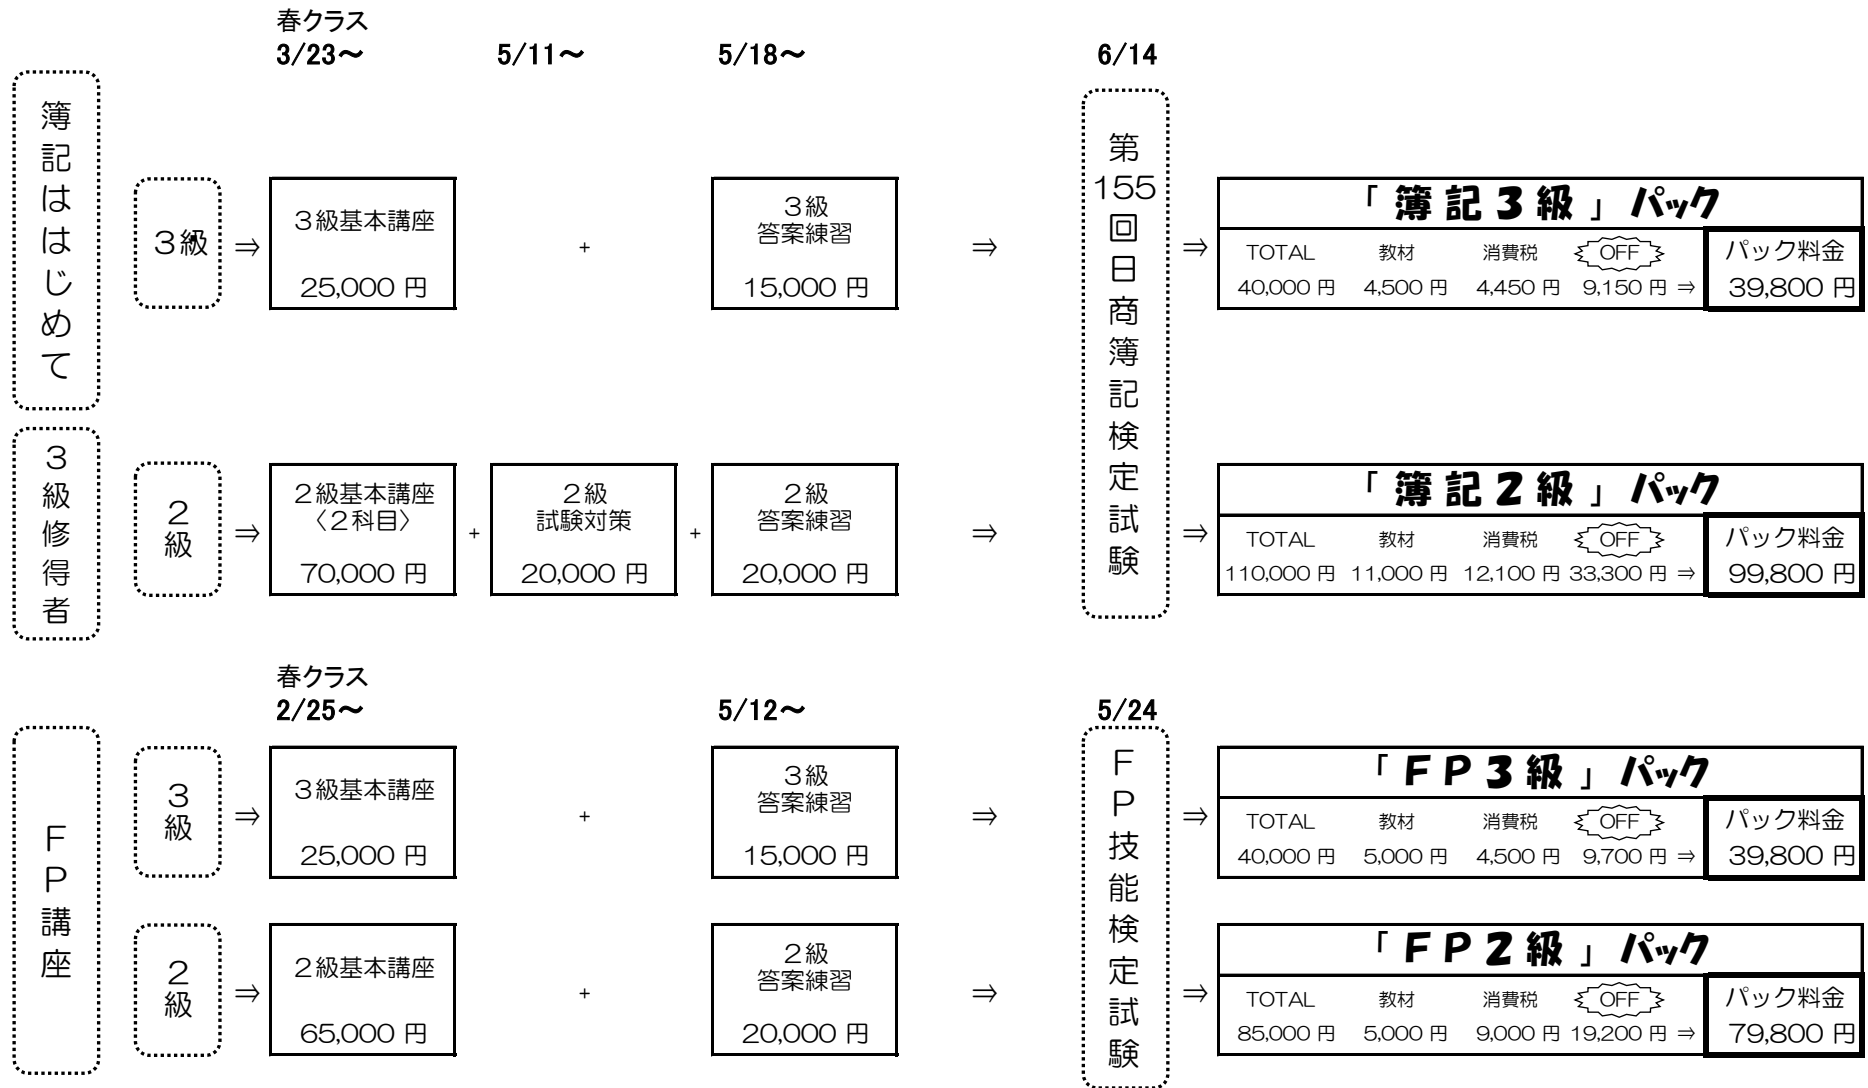 春クラス
3/23～ 5/11～ 5/18～ 6/14
簿記ははじめて
3級 ⇒ 3級基本講座 25,000 円 + 3級 答案練習 15,000 円 ⇒
第155回日商簿記検定試験
⇒ 「簿記3級」パック
TOTAL 教材 消費税 OFF パック料金
40,000 円 4,500 円 4,450 円 9,150 円 ⇒ 39,800 円
3級修得者
2級 ⇒ 2級基本講座 〈2科目〉 70,000 円 + 2級 試験対策 20,000 円 + 2級 答案練習 20,000 円 ⇒
⇒ 「簿記2級」パック
TOTAL 教材 消費税 OFF パック料金
110,000 円 11,000 円 12,100 円 33,300 円 ⇒ 99,800 円
春クラス
2/25～ 5/12～ 5/24
FP講座
3級 ⇒ 3級基本講座 25,000 円 + 3級 答案練習 15,000 円 ⇒
FP技能検定試験
⇒ 「FP3級」パック
TOTAL 教材 消費税 OFF パック料金
40,000 円 5,000 円 4,500 円 9,700 円 ⇒ 39,800 円
2級 ⇒ 2級基本講座 65,000 円 + 2級 答案練習 20,000 円 ⇒
⇒ 「FP2級」パック
TOTAL 教材 消費税 OFF パック料金
85,000 円 5,000 円 9,000 円 19,200 円 ⇒ 79,800 円